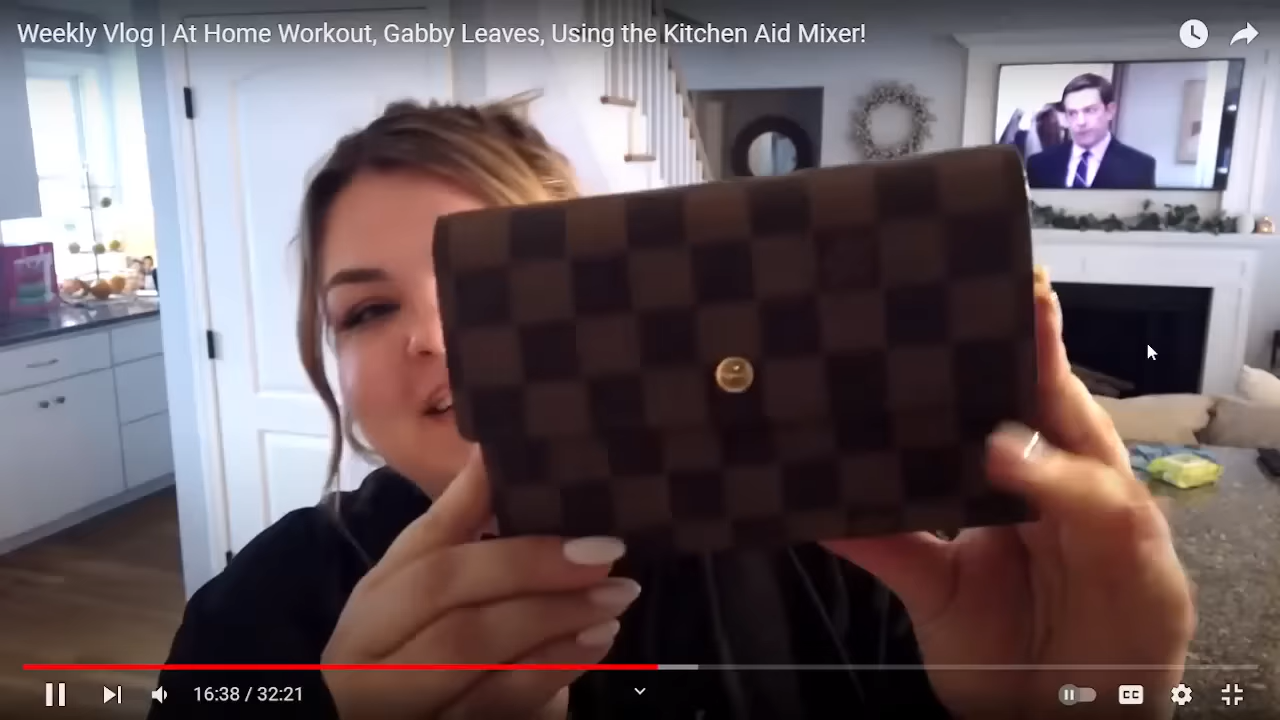 Weekly Vlog | At Home Workout, Gabby Leaves, Using the Kitchen Aid Mixer!
16:38 / 32:21
CC